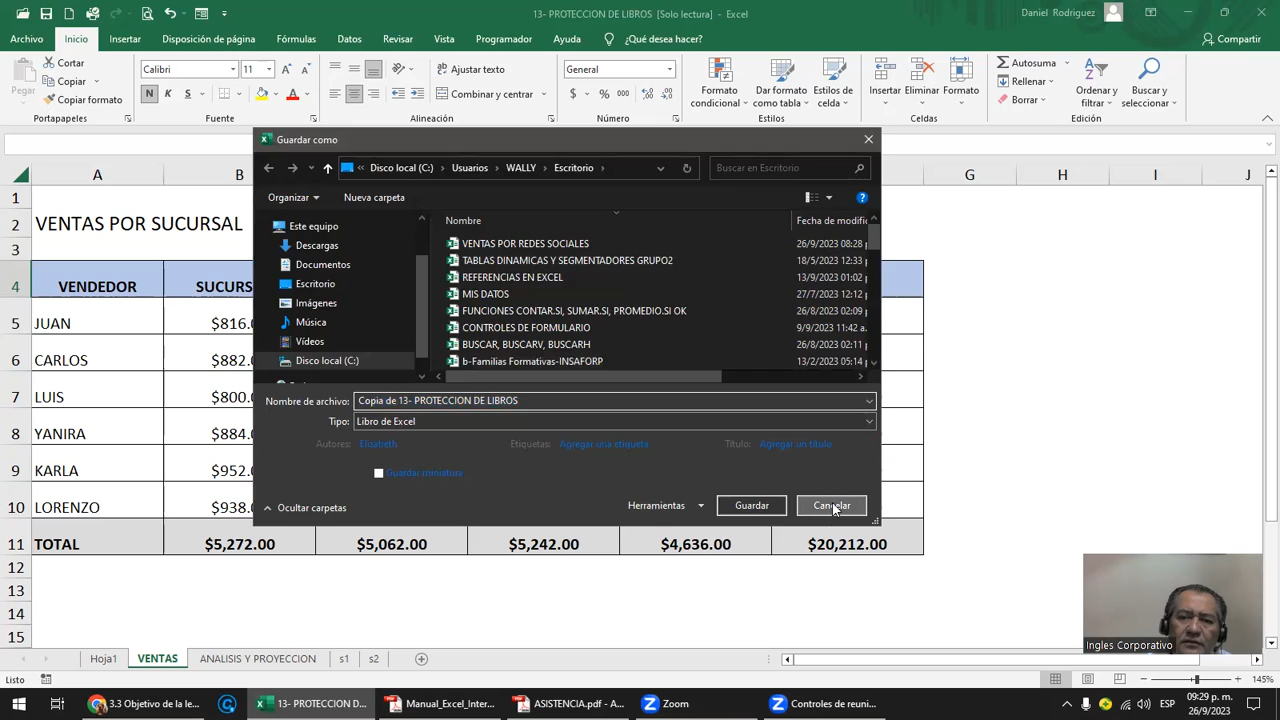 13- PROTECCION DE LIBROS [Solo lectura] - Excel
Daniel Rodriguez
Archivo Inicio Insertar Disposición de página Fórmulas Datos Revisar Vista Programador Ayuda ¿Qué desea hacer? Compartir
Pegar
Cortar
Copiar
Copiar formato
Portapapeles
Calibri 11
N K S
Fuente
Ajustar texto
Combinar y centrar
Alineación
General
$ % 000
Número
Formato condicional
Dar formato como tabla
Estilos de celda
Estilos
Insertar Eliminar Formato
Celdas
Autosuma
Rellenar
Borrar
Ordenar y filtrar
Buscar y seleccionar
Edición
A B G H I J
1
2 VENTAS POR SUCURSAL
3
4 VENDEDOR SUCURS
5 JUAN $816.0
6 CARLOS $882.0
7 LUIS $800.0
8 YANIRA $884.0
9 KARLA $952.0
10 LORENZO $938.0
11 TOTAL $5,272.00 $5,062.00 $5,242.00 $4,636.00 $20,212.00
12
13
14
15
Guardar como
Disco local (C:) Usuarios WALLY Escritorio
Buscar en Escritorio
Organizar Nueva carpeta
Este equipo
Descargas
Documentos
Escritorio
Imágenes
Música
Vídeos
Disco local (C:)
Nombre Fecha de modific
VENTAS POR REDES SOCIALES 26/9/2023 08:28 p
TABLAS DINAMICAS Y SEGMENTADORES GRUPO2 18/5/2023 12:33 p
REFERENCIAS EN EXCEL 13/9/2023 01:02 p
MIS DATOS 27/7/2023 12:12 p
FUNCIONES CONTAR.SI, SUMAR.SI, PROMEDIO.SI OK 26/8/2023 02:09 p
CONTROLES DE FORMULARIO 9/9/2023 11:42 a.
BUSCAR, BUSCARV, BUSCARH 26/8/2023 02:11 p
b-Familias Formativas-INSAFORP 13/2/2023 05:14 p
Nombre de archivo: Copia de 13- PROTECCION DE LIBROS
Tipo: Libro de Excel
Autores: Elisabeth Etiquetas: Agregar una etiqueta Título: Agregar un título
Guardar miniatura
Ocultar carpetas Herramientas Guardar Cancelar
Ingles Corporativo
Hoja1 VENTAS ANALISIS Y PROYECCION s1 s2
Listo 145%
3.3 Objetivo de la le... 13- PROTECCION D... Manual_Excel_Inter... ASISTENCIA.pdf - A... Zoom Controles de reuni... ESP
09:29 p. m.
26/9/2023